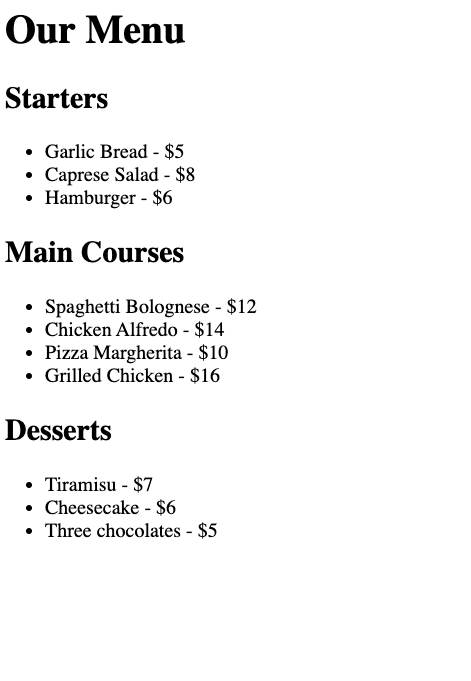 Our Menu
Starters
• Garlic Bread - $5
• Caprese Salad - $8
• Hamburger - $6
Main Courses
• Spaghetti Bolognese - $12
• Chicken Alfredo - $14
• Pizza Margherita - $10
• Grilled Chicken - $16
Desserts
• Tiramisu - $7
• Cheesecake - $6
• Three chocolates - $5